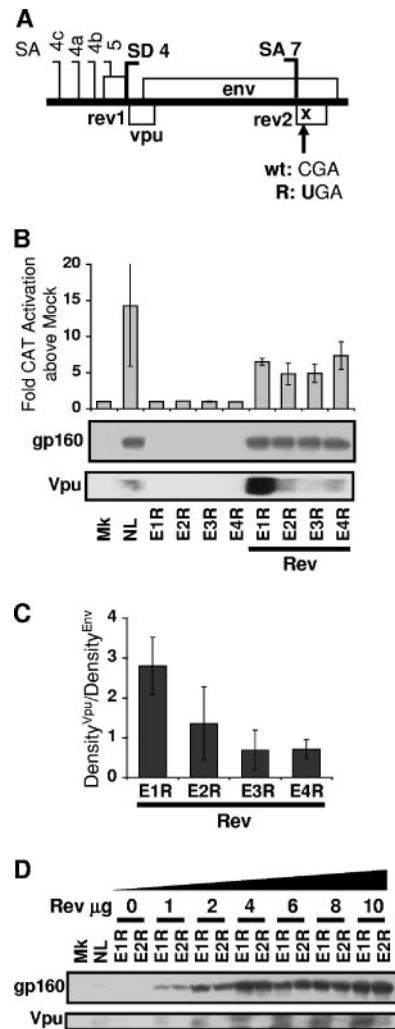 A
SA 4c 4a 4b 5 SD 4 SA 7
env
rev1 vpu rev2 x
wt: CGA
R: UGA
B
Fold CAT Activation
above Mock
20
15
10
5
0
gp160
Vpu
Mk NL E1R E2R E3R E4R E1R E2R E3R E4R
Rev
C
Density^Vpu/Density^Env
4
3
2
1
0
E1R E2R E3R E4R
Rev
D
Rev μg 0 1 2 4 6 8 10
Mk NL E1R E2R E1R E2R E1R E2R E1R E2R E1R E2R E1R E2R E1R E2R
gp160
Vpu